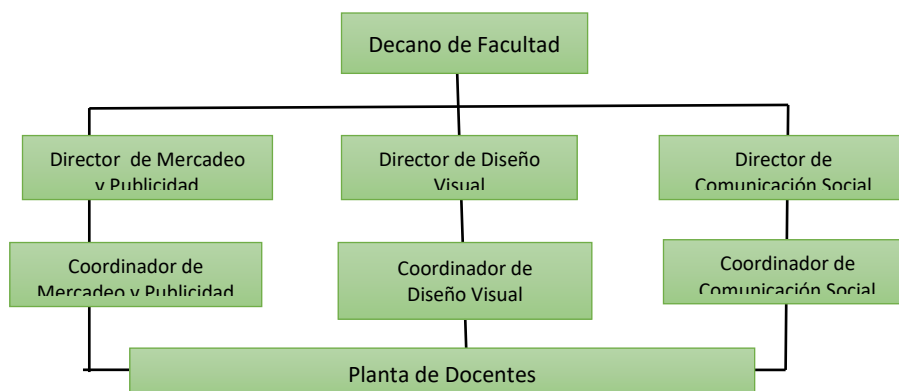 Decano de Facultad
Director de Mercadeo
y Publicidad
Director de Diseño
Visual
Director de
Comunicación Social
Coordinador de
Mercadeo y Publicidad
Coordinador de
Diseño Visual
Coordinador de
Comunicación Social
Planta de Docentes